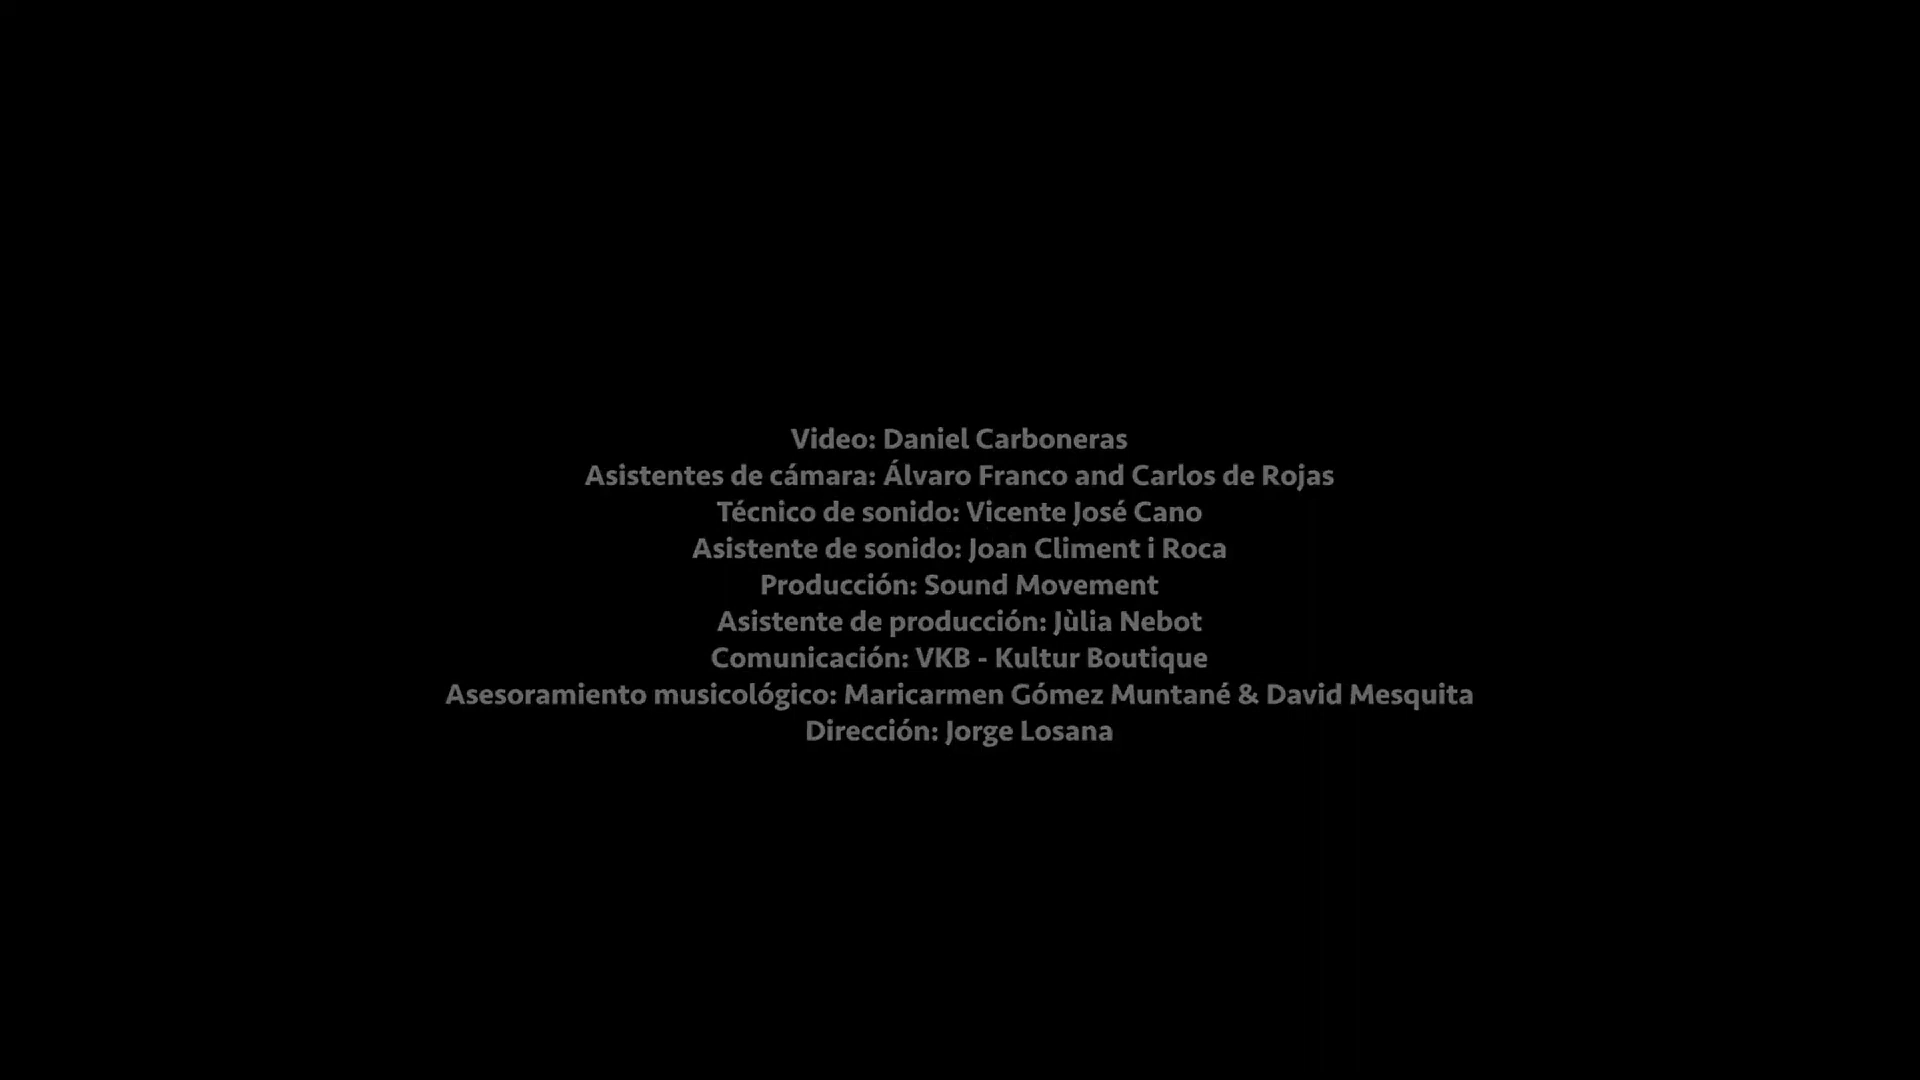 Video: Daniel Carboneras
Asistentes de cámara: Álvaro Franco and Carlos de Rojas
Técnico de sonido: Vicente José Cano
Asistente de sonido: Joan Climent i Roca
Producción: Sound Movement
Asistente de producción: Jùlia Nebot
Comunicación: VKB - Kultur Boutique
Asesoramiento musicológico: Maricarmen Gómez Muntané & David Mesquita
Dirección: Jorge Losana